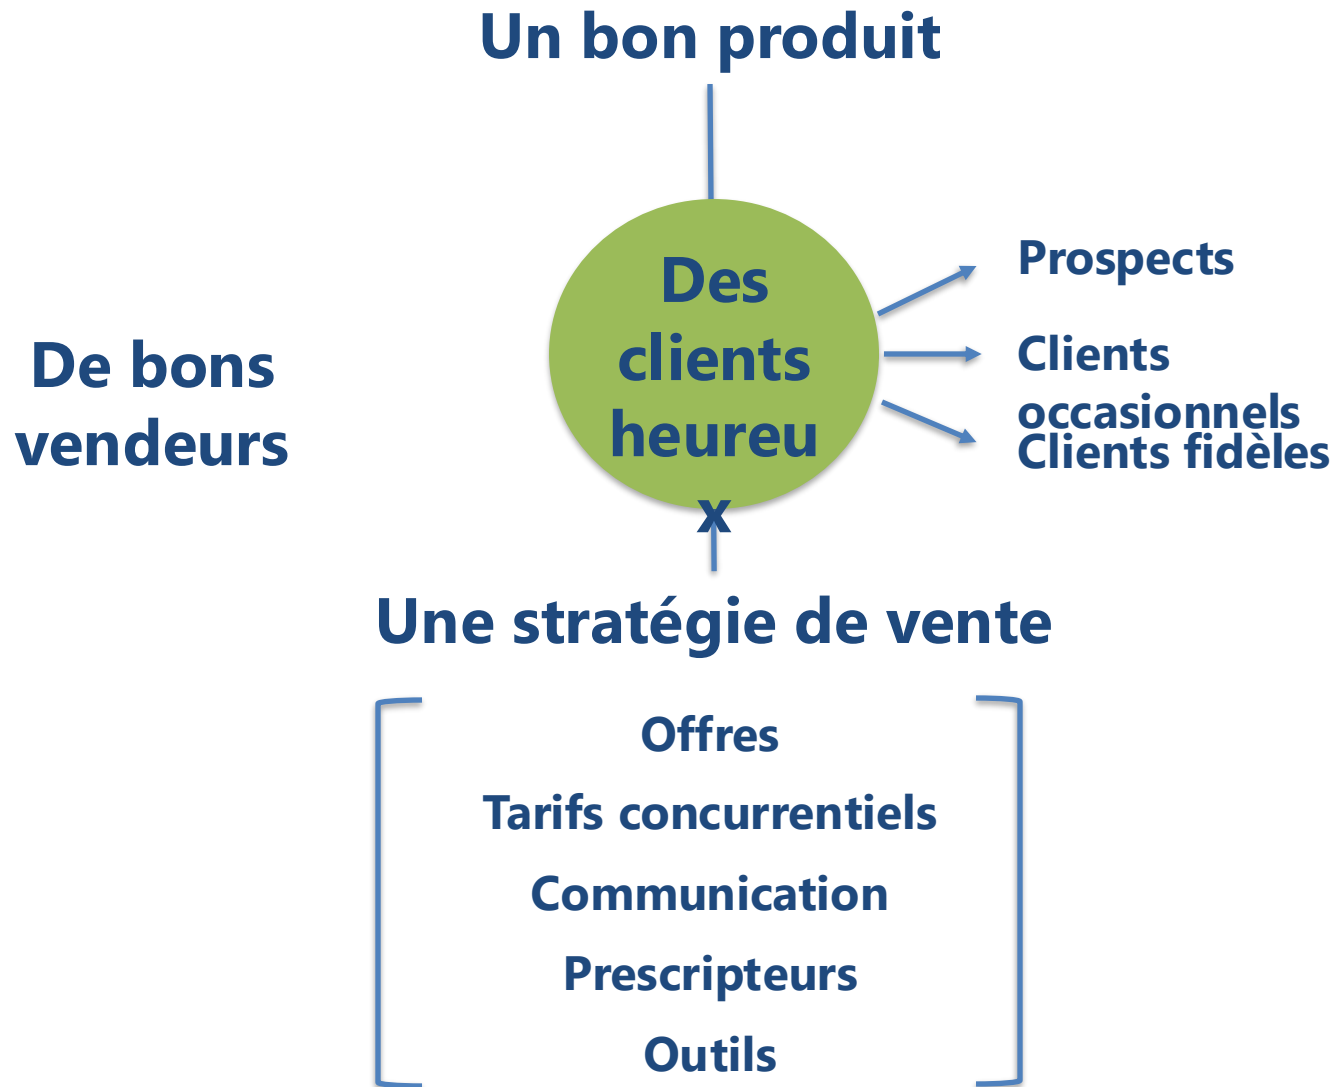 Un bon produit
De bons
vendeurs
Des
clients
heureu
x
Prospects
Clients
occasionnels
Clients fidèles
Une stratégie de vente
Offres
Tarifs concurrentiels
Communication
Prescripteurs
Outils